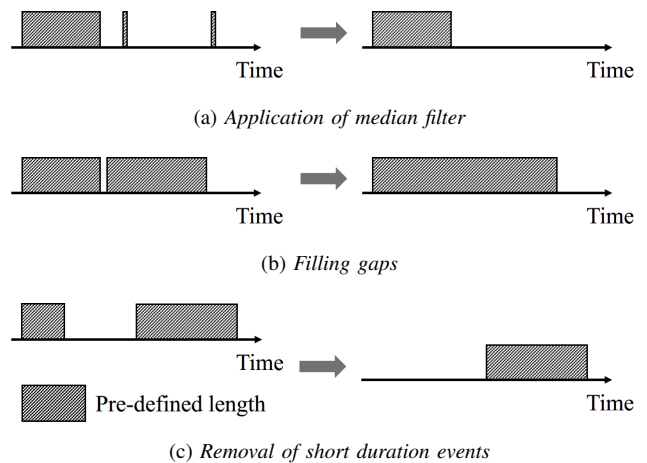 Time
Time
(a) Application of median filter
Time
Time
(b) Filling gaps
Time
Pre-defined length
Time
(c) Removal of short duration events